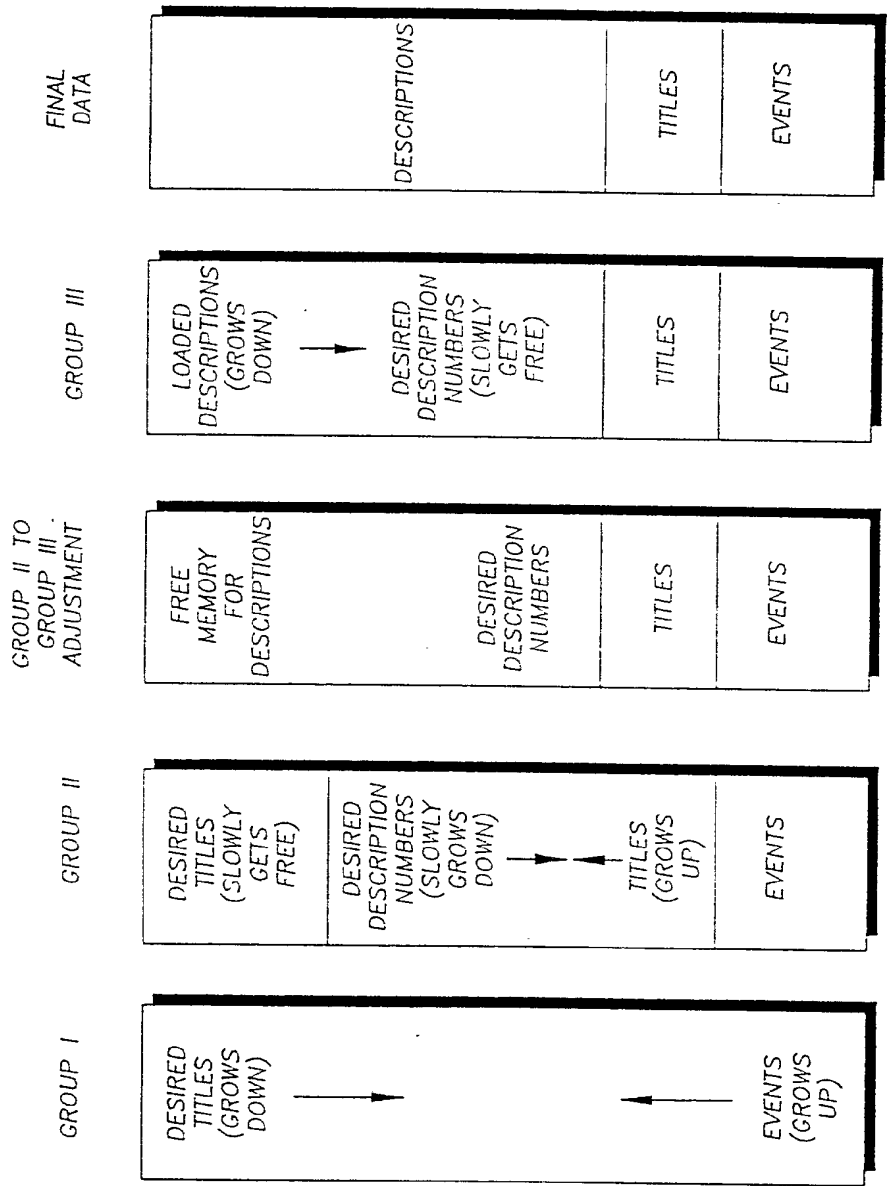 GROUP I
DESIRED
TITLES
(GROWS
DOWN)
EVENTS
(GROWS
UP)
GROUP II
DESIRED
TITLES
(SLOWLY
GETS
FREE)
DESIRED
DESCRIPTION
NUMBERS
(SLOWLY
GROWS
DOWN)
TITLES
(GROWS
UP)
EVENTS
GROUP II TO
GROUP III
ADJUSTMENT
FREE
MEMORY
FOR
DESCRIPTIONS
DESIRED
DESCRIPTION
NUMBERS
TITLES
EVENTS
GROUP III
LOADED
DESCRIPTIONS
(GROWS
DOWN)
DESIRED
DESCRIPTION
NUMBERS
(SLOWLY
GETS
FREE)
TITLES
EVENTS
FINAL
DATA
DESCRIPTIONS
TITLES
EVENTS